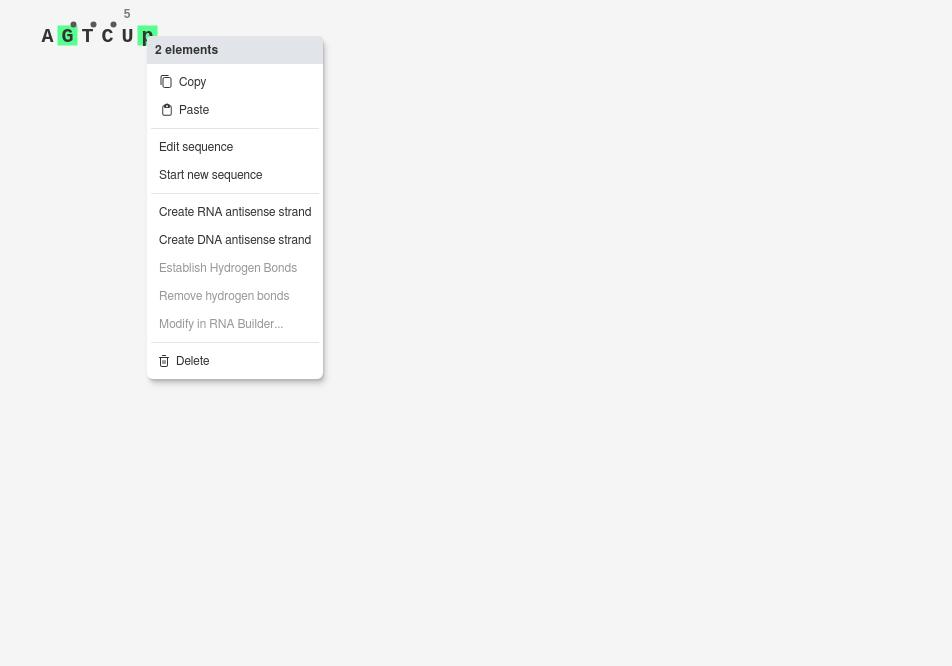 5
A G T C U p
2 elements
Copy
Paste
Edit sequence
Start new sequence
Create RNA antisense strand
Create DNA antisense strand
Establish Hydrogen Bonds
Remove hydrogen bonds
Modify in RNA Builder...
Delete